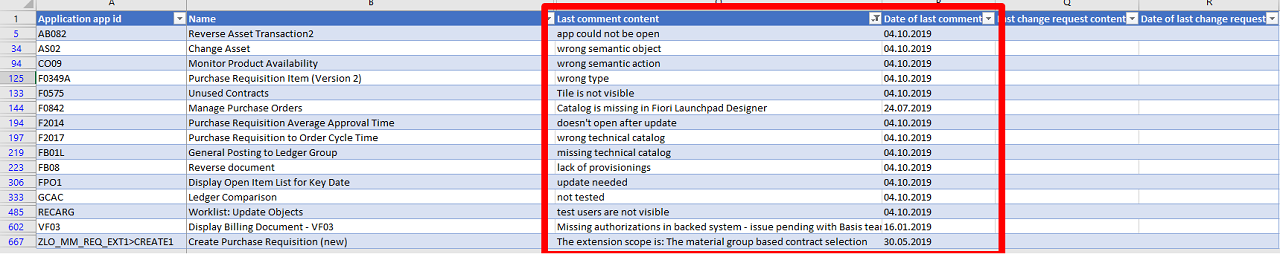 A B Q R
1 Application app id Name Last comment content Date of last comment last change request content Date of last change request
5 AB082 Reverse Asset Transaction2 app could not be open 04.10.2019
34 AS02 Change Asset wrong semantic object 04.10.2019
94 CO09 Monitor Product Availability wrong semantic action 04.10.2019
125 F0349A Purchase Requisition Item (Version 2) wrong type 04.10.2019
133 F0575 Unused Contracts Tile is not visible 04.10.2019
144 F0842 Manage Purchase Orders Catalog is missing in Fiori Launchpad Designer 24.07.2019
194 F2014 Purchase Requisition Average Approval Time doesn't open after update 04.10.2019
197 F2017 Purchase Requisition to Order Cycle Time wrong technical catalog 04.10.2019
219 FB01L General Posting to Ledger Group missing technical catalog 04.10.2019
223 FB08 Reverse document lack of provisionings 04.10.2019
306 FPO1 Display Open Item List for Key Date update needed 04.10.2019
333 GCAC Ledger Comparison not tested 04.10.2019
485 RECARG Worklist: Update Objects test users are not visible 04.10.2019
602 VF03 Display Billing Document - VF03 Missing authorizations in backed system - issue pending with Basis tear 16.01.2019
667 ZLO_MM_REQ_EXT1>CREATE1 Create Purchase Requisition (new) The extension scope is: The material group based contract selection 30.05.2019